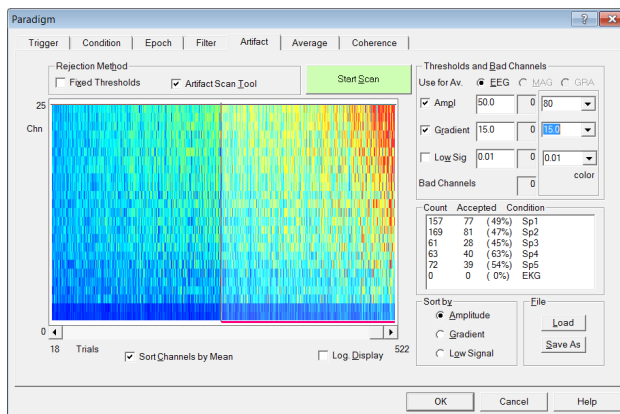 Paradigm
Trigger Condition Epoch Filter Artifact Average Coherence
Rejection Method
Fixed Thresholds Artifact Scan Tool
Start Scan
25
Chn
0
18 Trials 522
Sort Channels by Mean Log. Display
Thresholds and Bad Channels
Use for Av. EEG MAG GRA
Ampl 50.0 0 80
Gradient 15.0 0 15.0
Low Sig 0.01 0 0.01
Bad Channels 0 color
Count Accepted Condition
157 77 (49%) Sp1
169 81 (47%) Sp2
61 28 (45%) Sp3
63 40 (63%) Sp4
72 39 (54%) Sp5
0 0 ( 0%) EKG
Sort by
Amplitude
Gradient
Low Signal
File
Load
Save As
OK Cancel Help